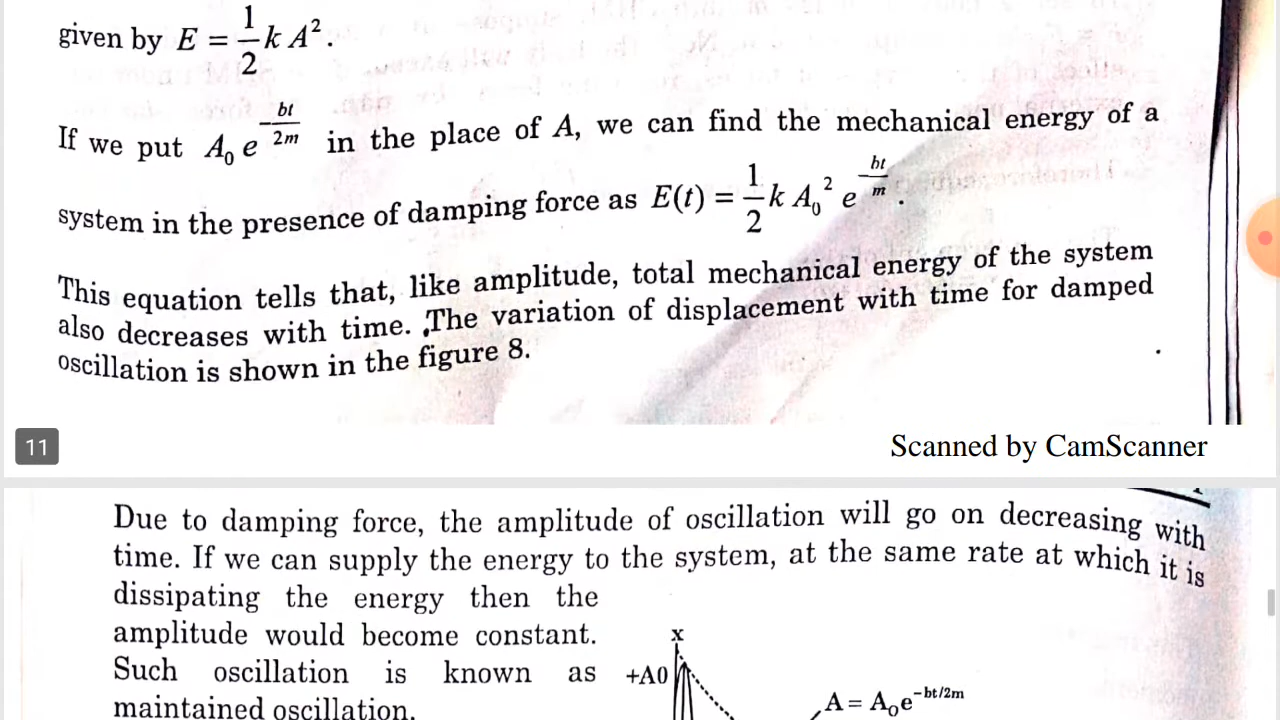 given by E = 1/2 k A².
If we put A₀ e^(-bt/2m) in the place of A, we can find the mechanical energy of a
system in the presence of damping force as E(t) = 1/2 k A₀² e^(-bt/m).
This equation tells that, like amplitude, total mechanical energy of the system
also decreases with time. The variation of displacement with time for damped
oscillation is shown in the figure 8.
11
Scanned by CamScanner
Due to damping force, the amplitude of oscillation will go on decreasing with
time. If we can supply the energy to the system, at the same rate at which it is
dissipating the energy then the
amplitude would become constant.
Such oscillation is known as
maintained oscillation.
x
+A0
A = A₀e^(-bt/2m)